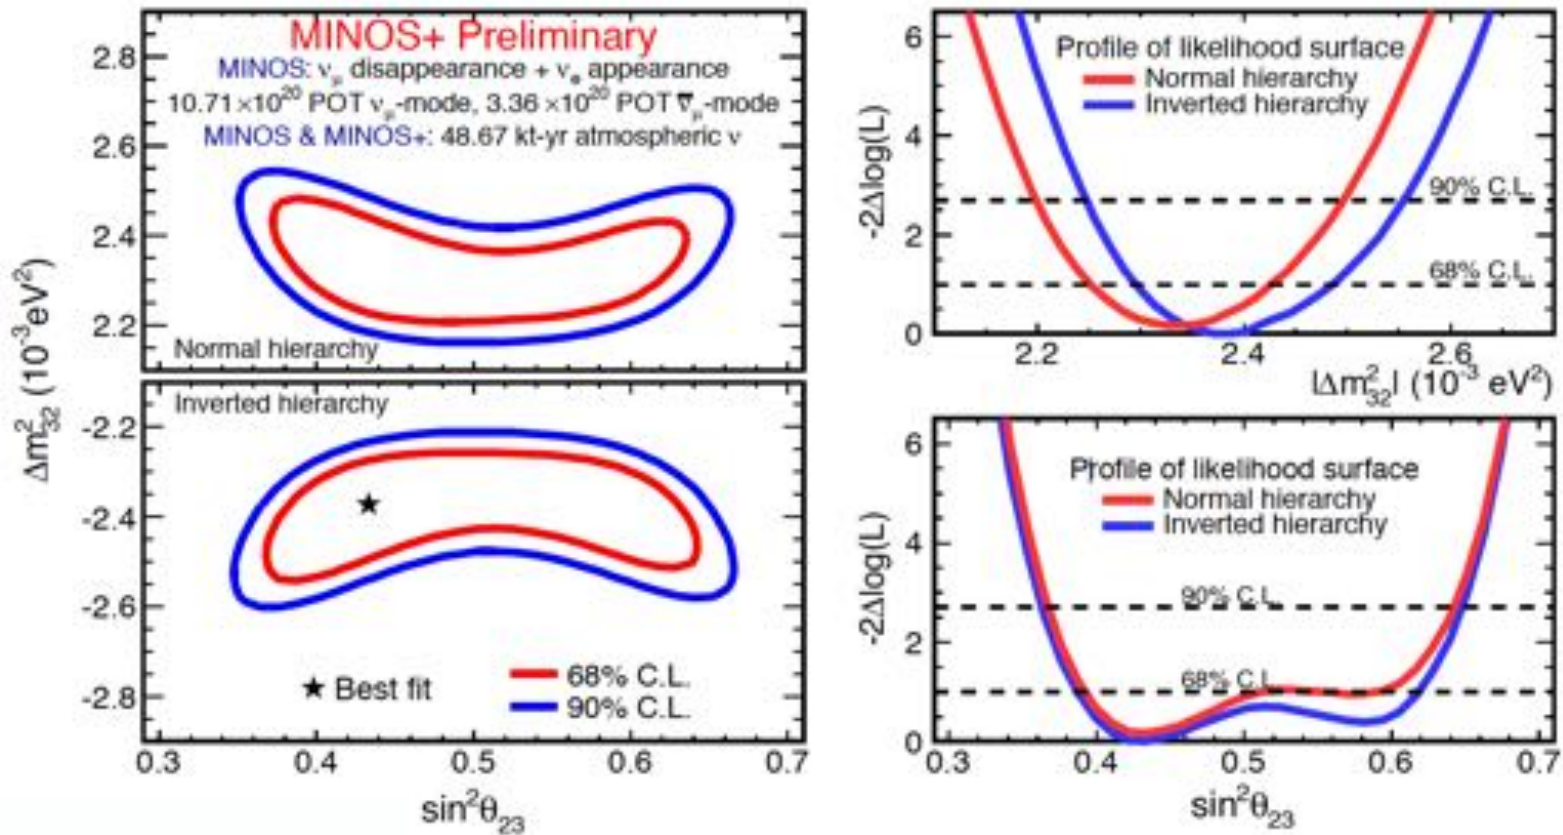 MINOS+ Preliminary
MINOS: νμ disappearance + νe appearance
10.71×10²⁰ POT νμ-mode, 3.36×10²⁰ POT ν̅μ-mode
MINOS & MINOS+: 48.67 kt-yr atmospheric ν
2.8
2.6
2.4
2.2
Normal hierarchy
Inverted hierarchy
-2.2
-2.4
-2.6
-2.8
Δm²₃₂ (10⁻³eV²)
★ Best fit
68% C.L.
90% C.L.
0.3 0.4 0.5 0.6 0.7
sin²θ₂₃
Profile of likelihood surface
Normal hierarchy
Inverted hierarchy
6
4
2
0
-2Δlog(L)
90% C.L.
68% C.L.
2.2 2.4 2.6
|Δm²₃₂| (10⁻³ eV²)
Profile of likelihood surface
Normal hierarchy
Inverted hierarchy
6
4
2
0
-2Δlog(L)
90% C.L.
68% C.L.
0.3 0.4 0.5 0.6 0.7
sin²θ₂₃